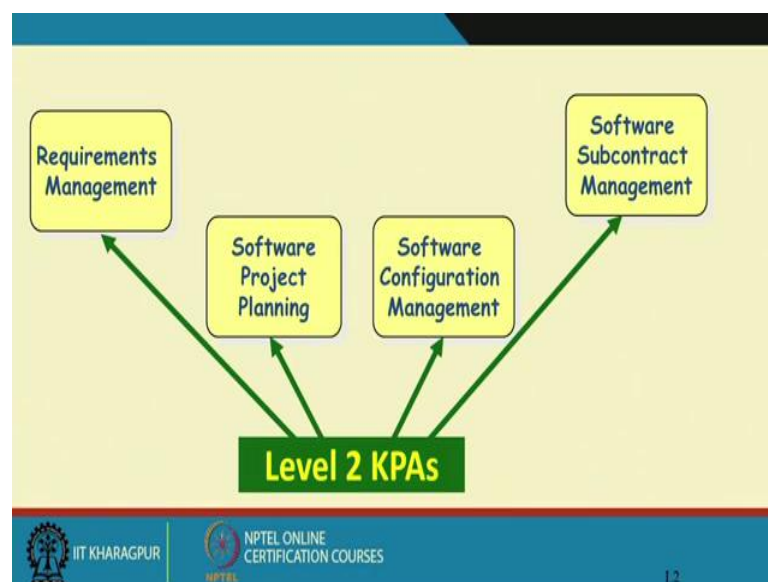 Requirements
Management
Software
Project
Planning
Software
Configuration
Management
Software
Subcontract
Management
Level 2 KPAs
IIT KHARAGPUR
NPTEL
NPTEL ONLINE
CERTIFICATION COURSES
12